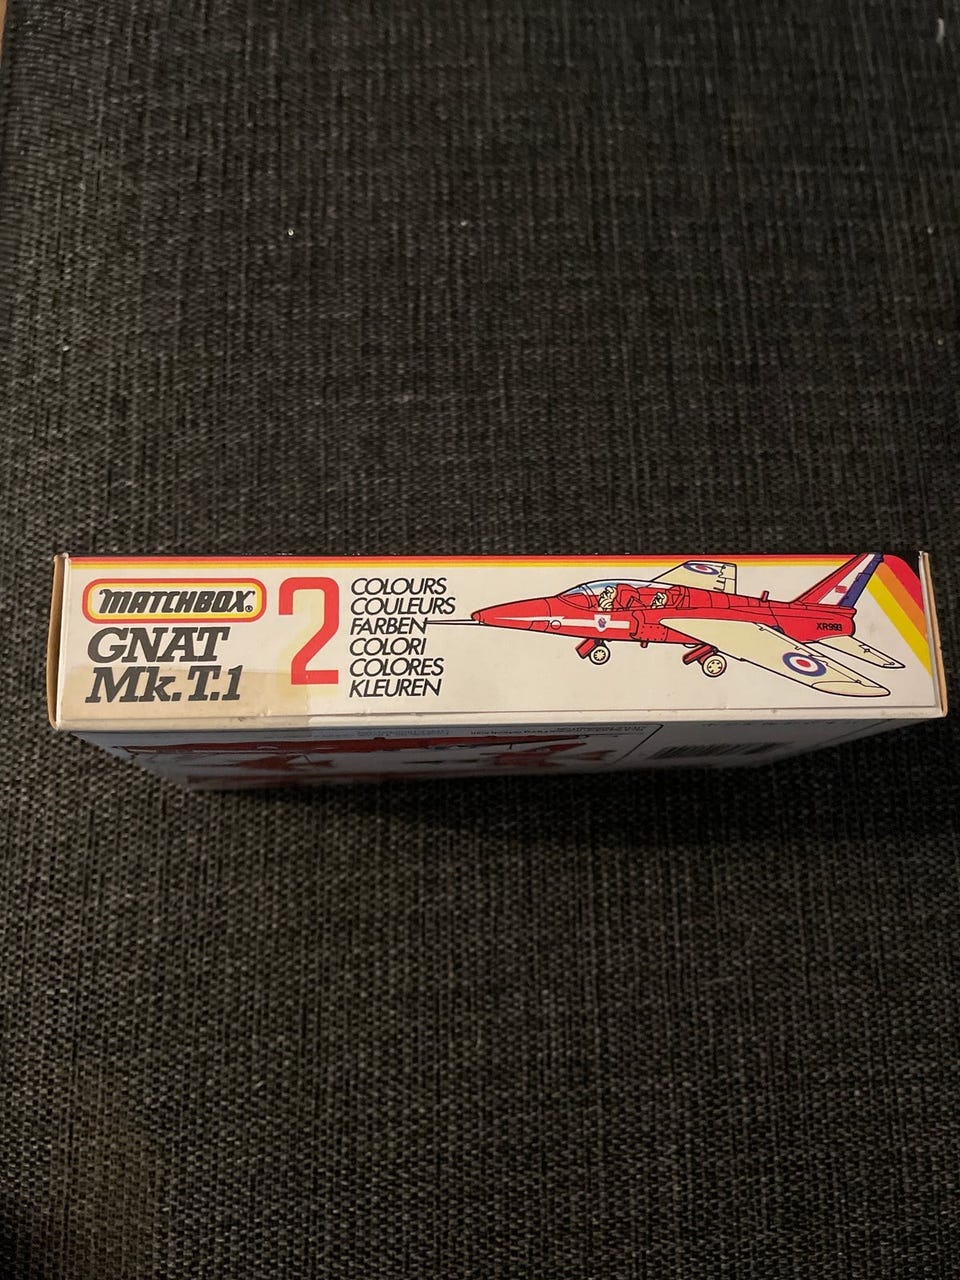 MATCHBOX®
GNAT
Mk.T.1
2
COLOURS
COULEURS
FARBEN
COLORI
COLORES
KLEUREN
XR993